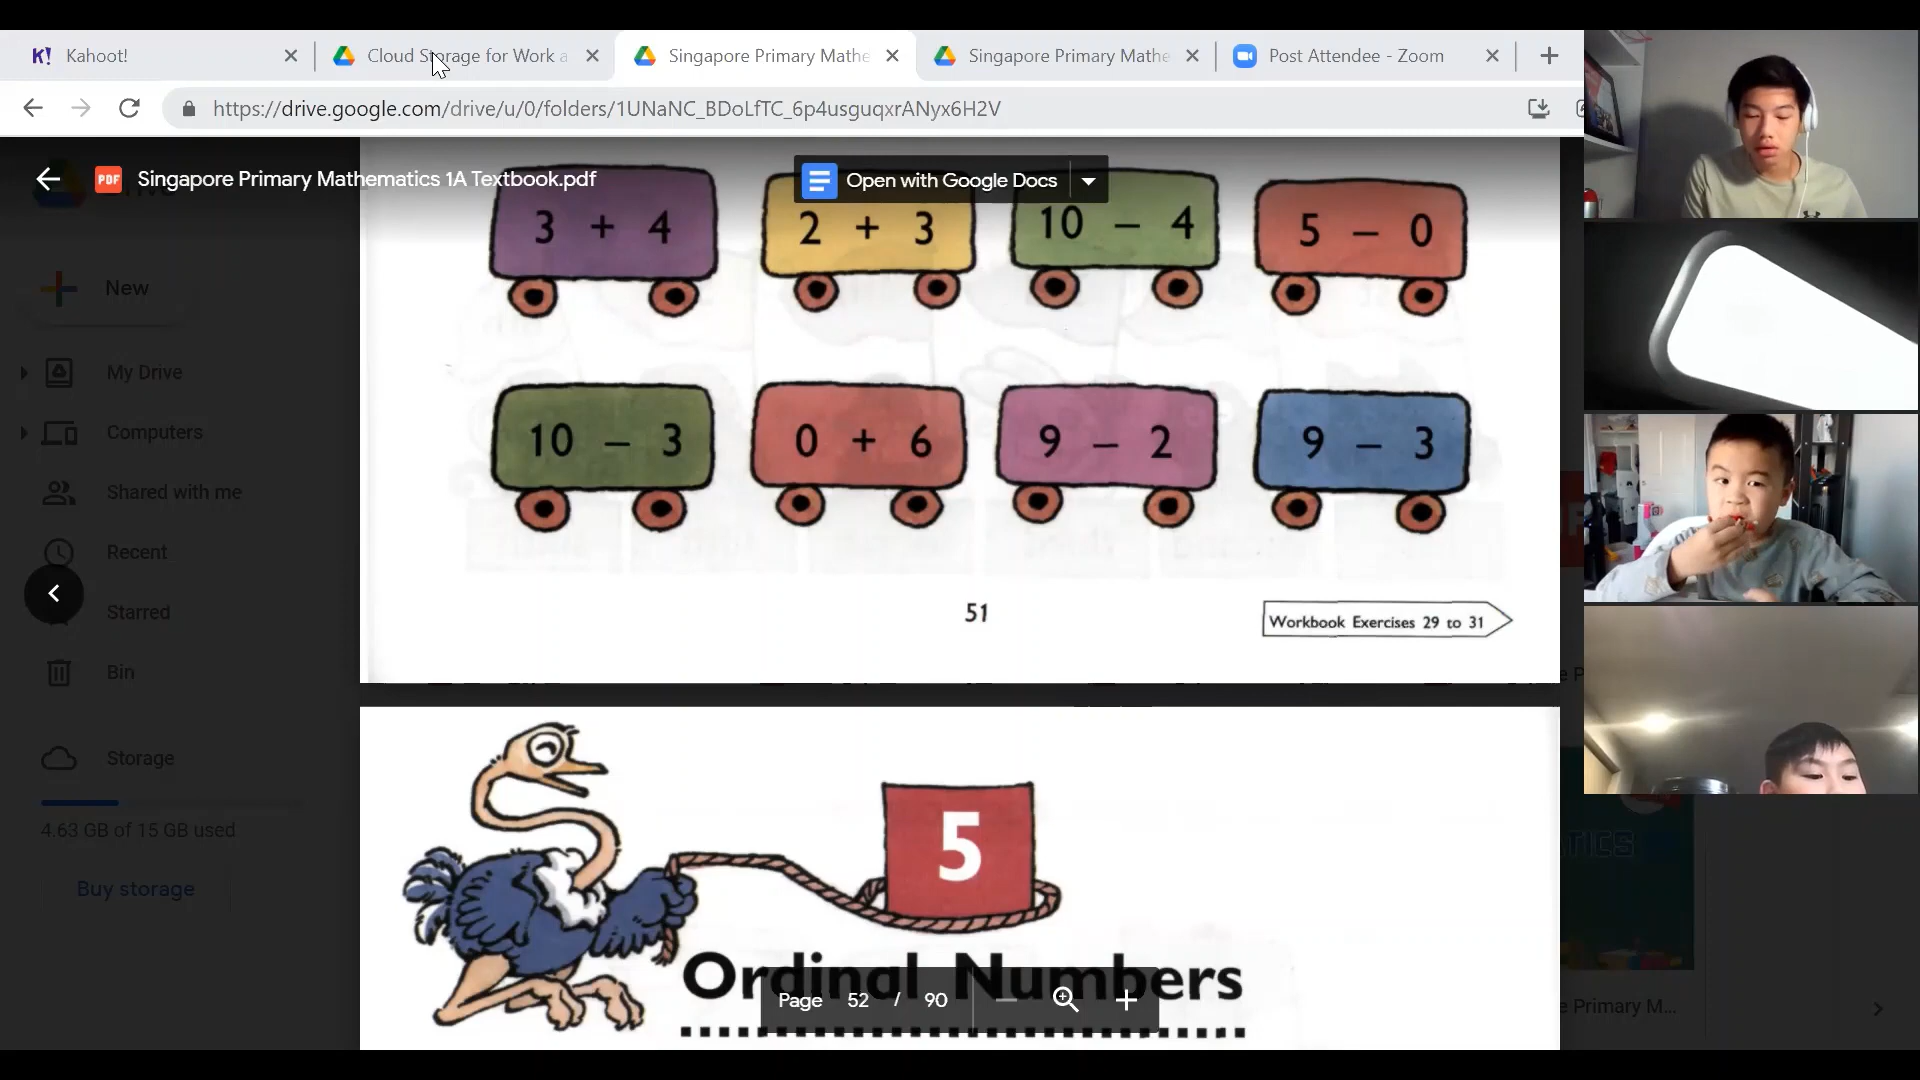 K! Kahoot!
Cloud Storage for Work a
Singapore Primary Mathe
Singapore Primary Mathe
Post Attendee - Zoom
https://drive.google.com/drive/u/0/folders/1UNaNC_BDoLfTC_6p4usguqxrANyx6H2V
PDF Singapore Primary Mathematics 1A Textbook.pdf
Open with Google Docs
New
My Drive
Computers
Shared with me
Recent
Starred
Bin
Storage
4.63 GB of 15 GB used
Buy storage
3 + 4
2 + 3
10 – 4
5 – 0
10 – 3
0 + 6
9 – 2
9 – 3
51
Workbook Exercises 29 to 31
5
Ordinal Numbers
Page 52 / 90
e Primary M...